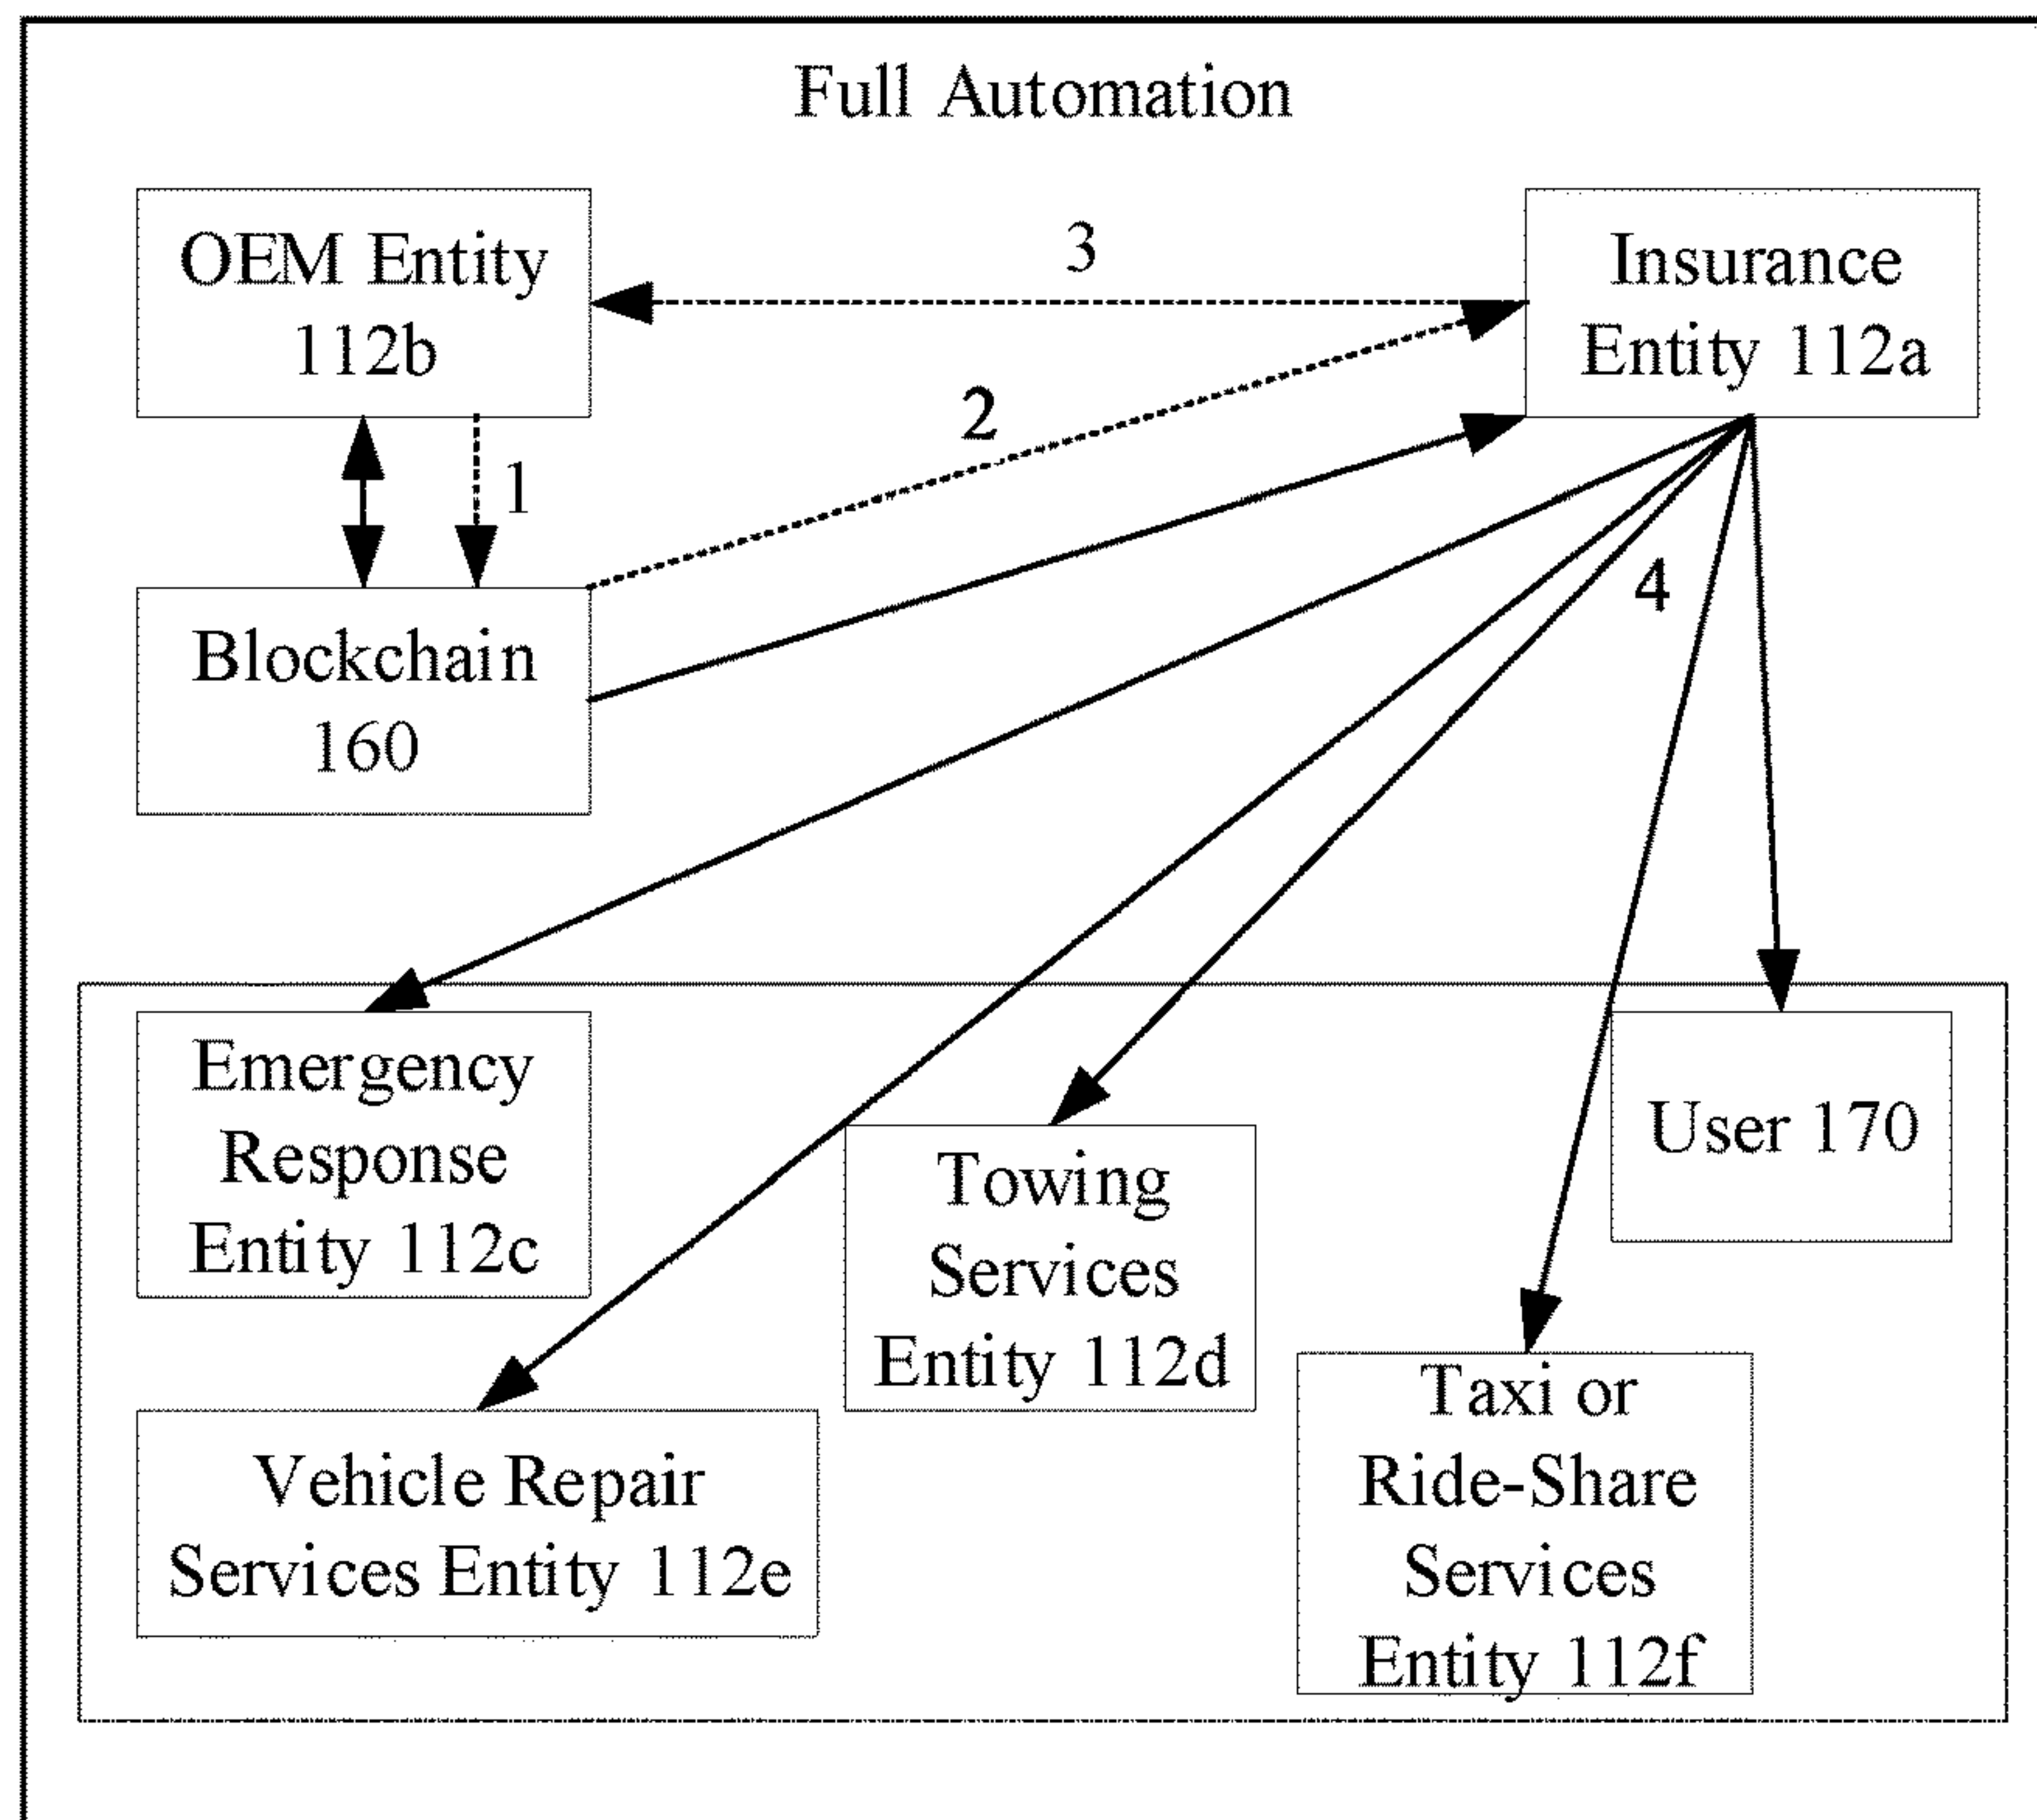 Full Automation
OEM Entity
112b
3
Insurance
Entity 112a
2
1
4
Blockchain
160
Emergency
Response
Entity 112c
Towing
Services
Entity 112d
User 170
Vehicle Repair
Services Entity 112e
Taxi or
Ride-Share
Services
Entity 112f